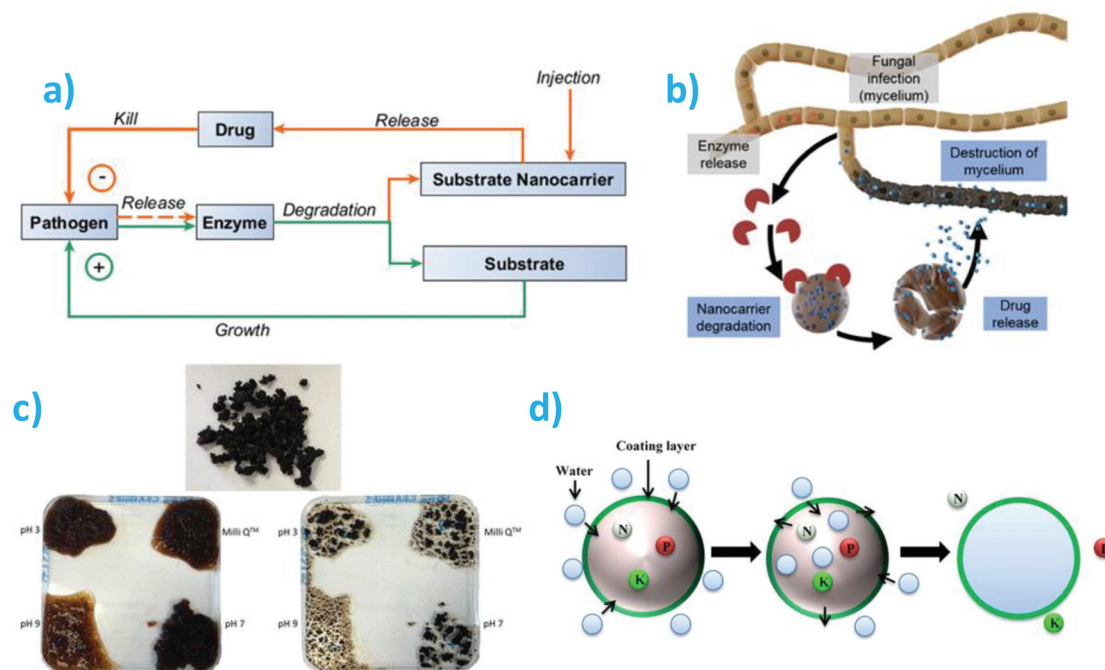 a)
Injection
Kill
Drug
Release
-
Substrate Nanocarrier
Pathogen
Release
Enzyme
Degradation
+
Substrate
Growth
b)
Fungal
infection
(mycelium)
Enzyme
release
Destruction of
mycelium
Nanocarrier
degradation
Drug
release
c)
pH 3
Milli Q™
pH 9
pH 7
pH 3
Milli Q™
pH 9
pH 7
d)
Coating layer
Water
N
P
K
N
P
K
N
K